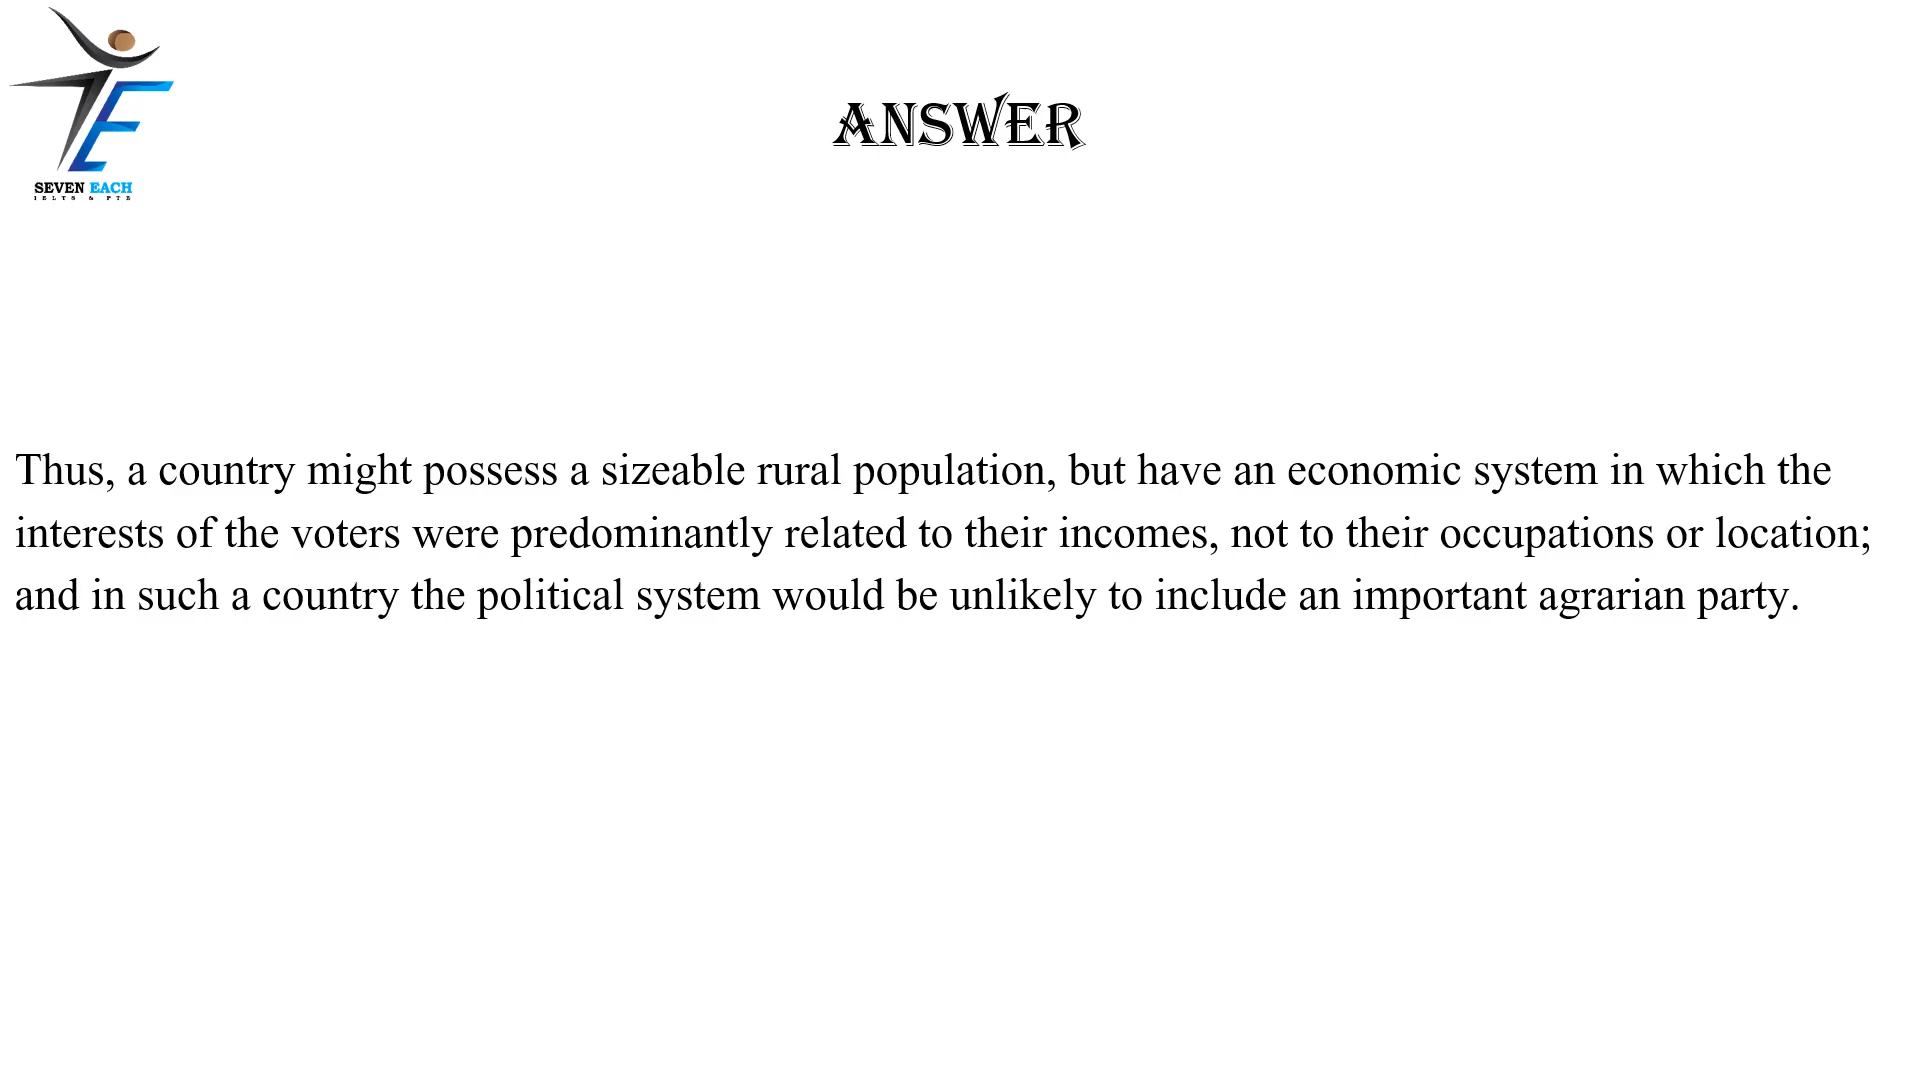 SEVEN EACH
IELTS & PTE
ANSWER
Thus, a country might possess a sizeable rural population, but have an economic system in which the
interests of the voters were predominantly related to their incomes, not to their occupations or location;
and in such a country the political system would be unlikely to include an important agrarian party.